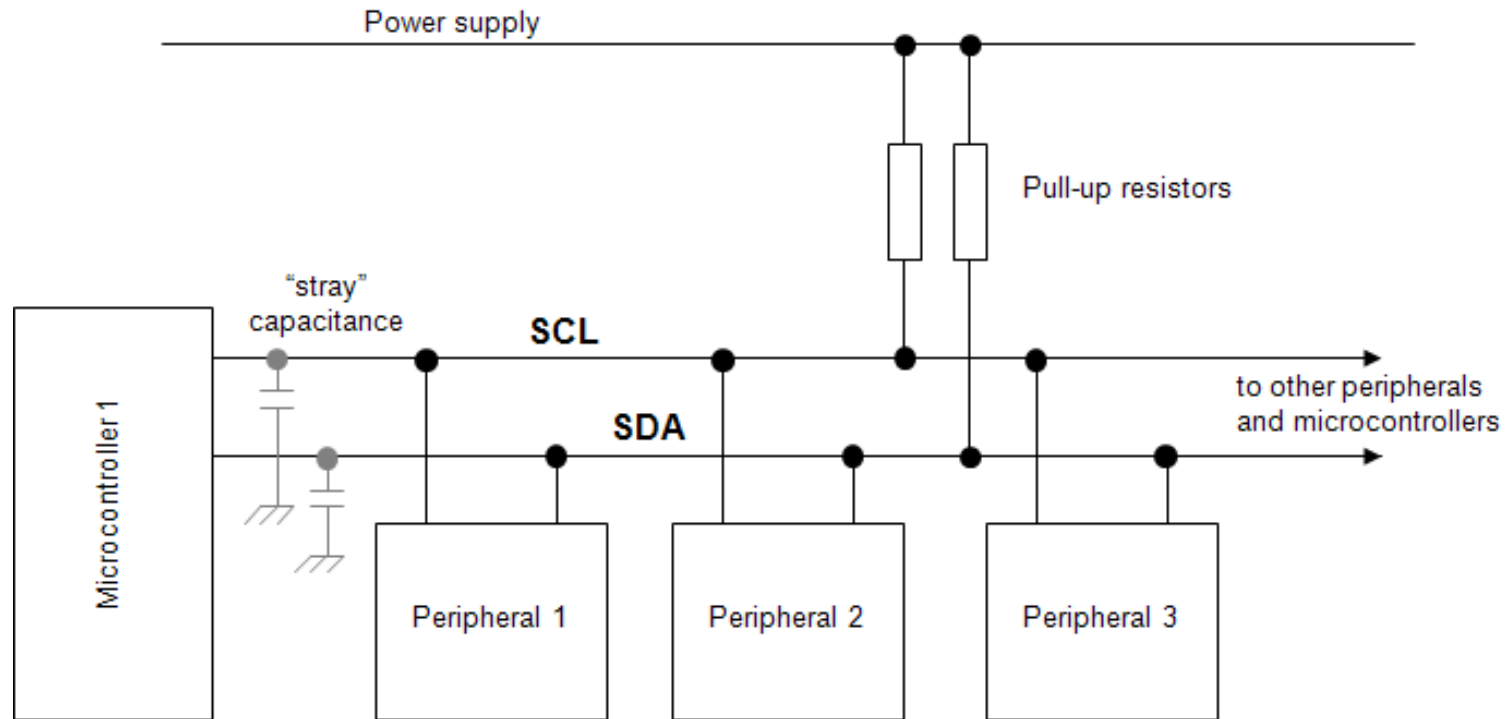 Power supply
Pull-up resistors
“stray”
capacitance
SCL
to other peripherals
and microcontrollers
SDA
Microcontroller 1
Peripheral 1
Peripheral 2
Peripheral 3